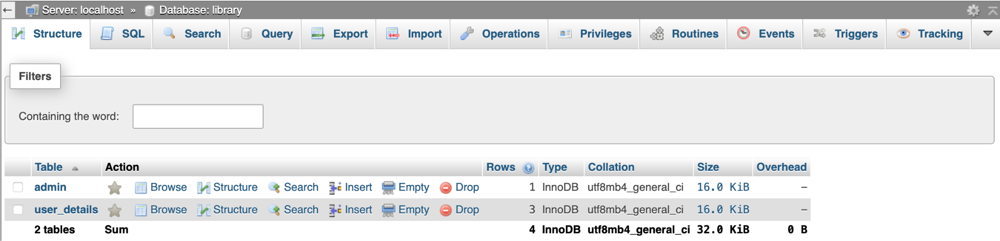 Server: localhost » Database: library
Structure SQL Search Query Export Import Operations Privileges Routines Events Triggers Tracking
Filters
Containing the word:
Table Action Rows Type Collation Size Overhead
admin Browse Structure Search Insert Empty Drop 1 InnoDB utf8mb4_general_ci 16.0 KiB –
user_details Browse Structure Search Insert Empty Drop 3 InnoDB utf8mb4_general_ci 16.0 KiB –
2 tables Sum 4 InnoDB utf8mb4_general_ci 32.0 KiB 0 B